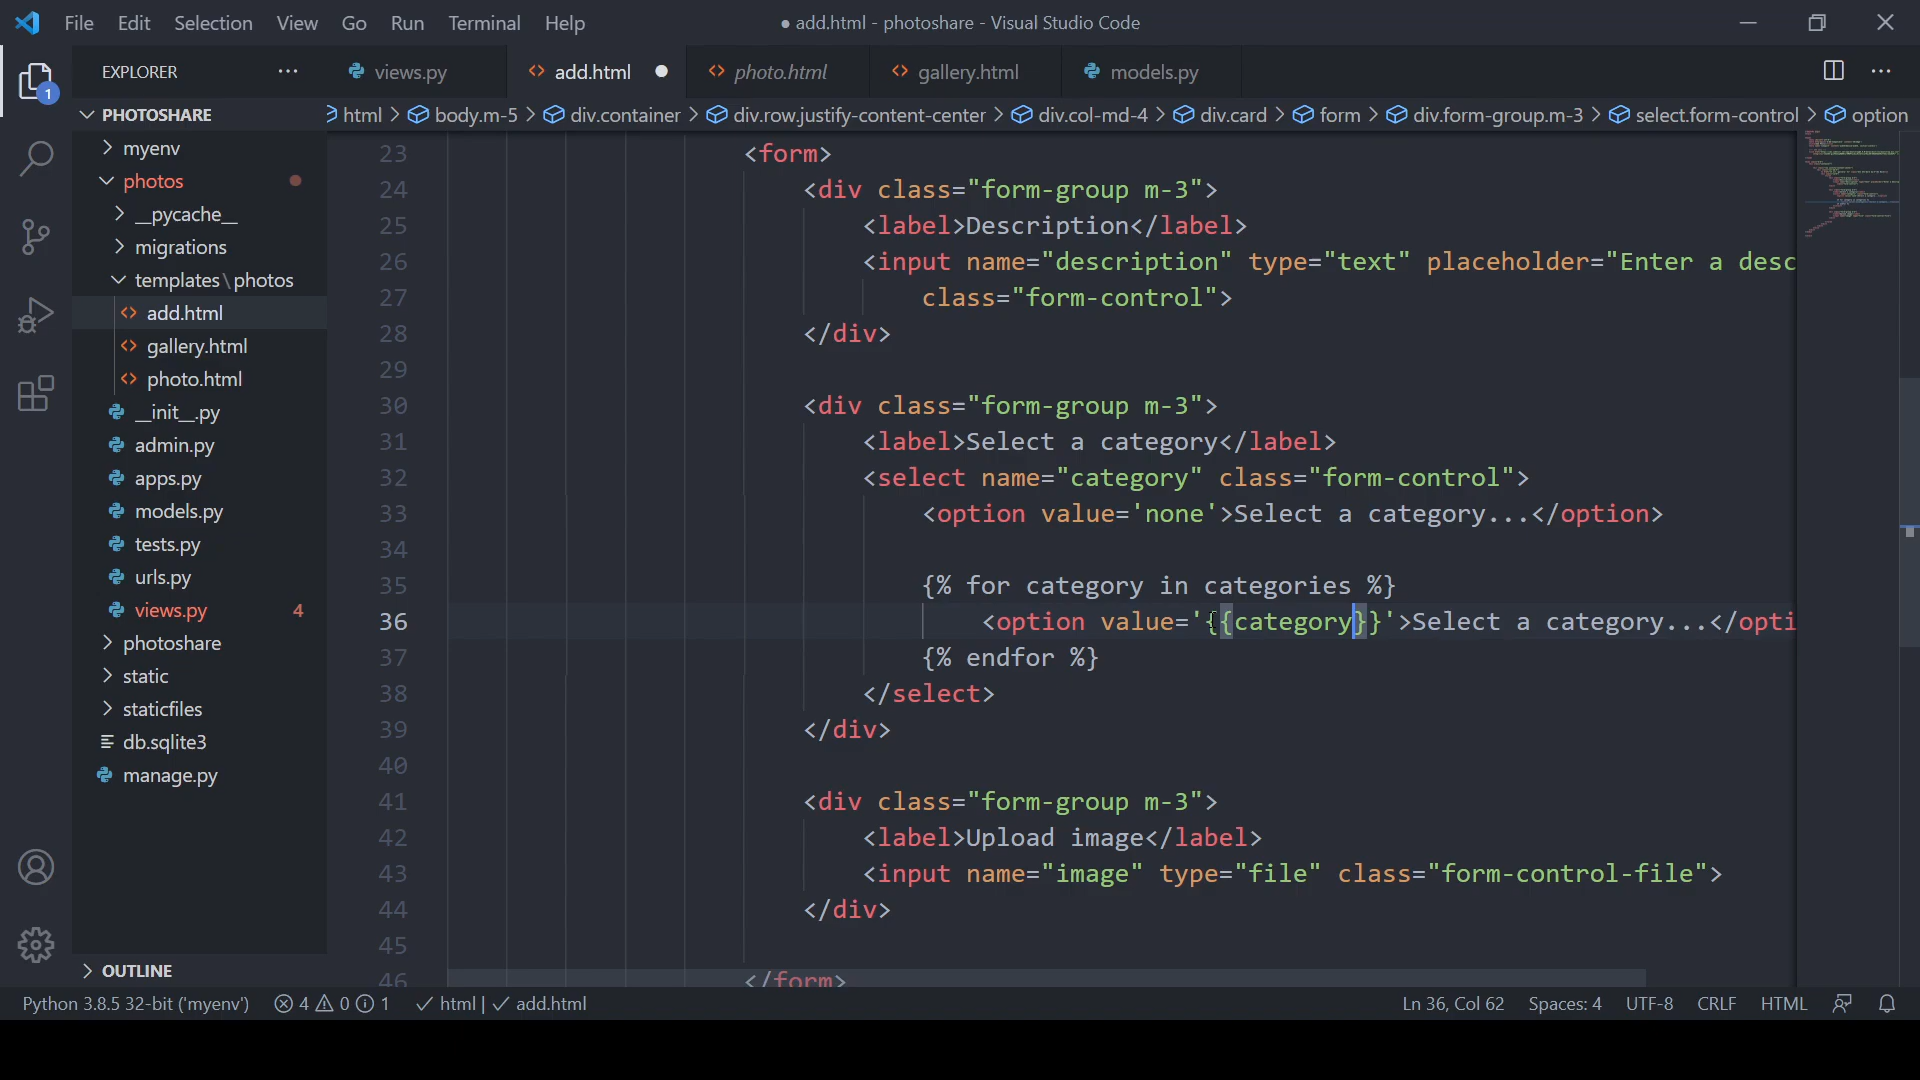 File Edit Selection View Go Run Terminal Help ● add.html - photoshare - Visual Studio Code
EXPLORER ··· views.py add.html ● photo.html gallery.html models.py ···
PHOTOSHARE
html > body.m-5 > div.container > div.row.justify-content-center > div.col-md-4 > div.card > form > div.form-group.m-3 > select.form-control > option
1
myenv
photos
__pycache__
migrations
templates\photos
add.html
gallery.html
photo.html
__init__.py
admin.py
apps.py
models.py
tests.py
urls.py
views.py 4
photoshare
static
staticfiles
db.sqlite3
manage.py
OUTLINE
23 <form>
24 <div class="form-group m-3">
25 <label>Description</label>
26 <input name="description" type="text" placeholder="Enter a desc
27 class="form-control">
28 </div>
29
30 <div class="form-group m-3">
31 <label>Select a category</label>
32 <select name="category" class="form-control">
33 <option value='none'>Select a category...</option>
34
35 {% for category in categories %}
36 <option value='{{category}}'>Select a category...</opti
37 {% endfor %}
38 </select>
39 </div>
40
41 <div class="form-group m-3">
42 <label>Upload image</label>
43 <input name="image" type="file" class="form-control-file">
44 </div>
45
46 </form>
Python 3.8.5 32-bit ('myenv') 4 0 1 ✓ html | ✓ add.html Ln 36, Col 62 Spaces: 4 UTF-8 CRLF HTML